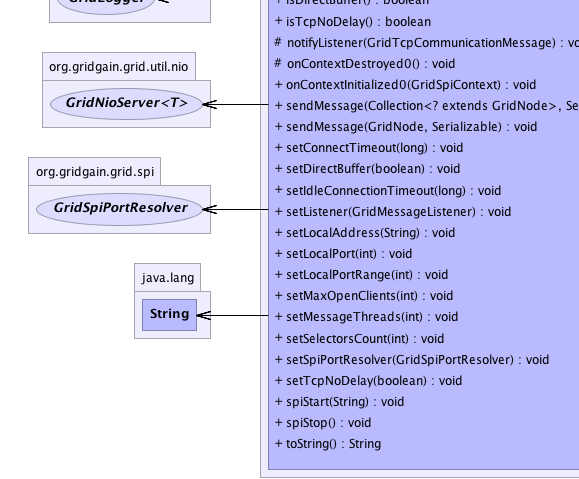 GridLogger
org.gridgain.grid.util.nio
GridNioServer<T>
org.gridgain.grid.spi
GridSpiPortResolver
java.lang
String
+ isDirectBuffer() : boolean
+ isTcpNoDelay() : boolean
# notifyListener(GridTcpCommunicationMessage) : vo
# onContextDestroyed0() : void
+ onContextInitialized0(GridSpiContext) : void
+ sendMessage(Collection<? extends GridNode>, Se
+ sendMessage(GridNode, Serializable) : void
+ setConnectTimeout(long) : void
+ setDirectBuffer(boolean) : void
+ setIdleConnectionTimeout(long) : void
+ setListener(GridMessageListener) : void
+ setLocalAddress(String) : void
+ setLocalPort(int) : void
+ setLocalPortRange(int) : void
+ setMaxOpenClients(int) : void
+ setMessageThreads(int) : void
+ setSelectorsCount(int) : void
+ setSpiPortResolver(GridSpiPortResolver) : void
+ setTcpNoDelay(boolean) : void
+ spiStart(String) : void
+ spiStop() : void
+ toString() : String